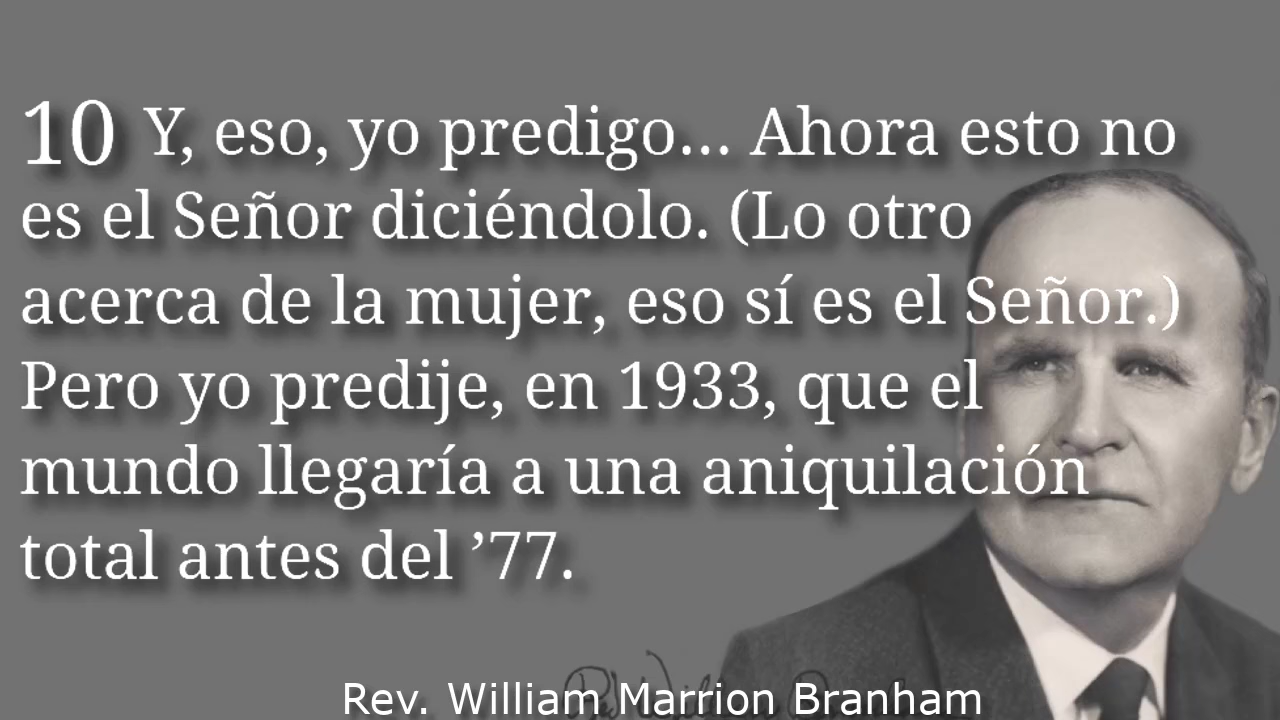 10 Y, eso, yo predigo... Ahora esto no
es el Señor diciéndolo. (Lo otro
acerca de la mujer, eso sí es el Señor.)
Pero yo predije, en 1933, que el
mundo llegaría a una aniquilación
total antes del ’77.
Rev. William Marrion Branham